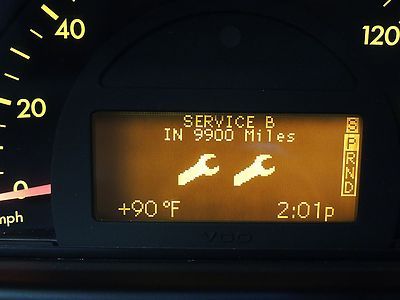 40
120
20
0
mph
SERVICE B
IN 9900 Miles
S
P
R
N
D
+90°F
2:01p
VDO